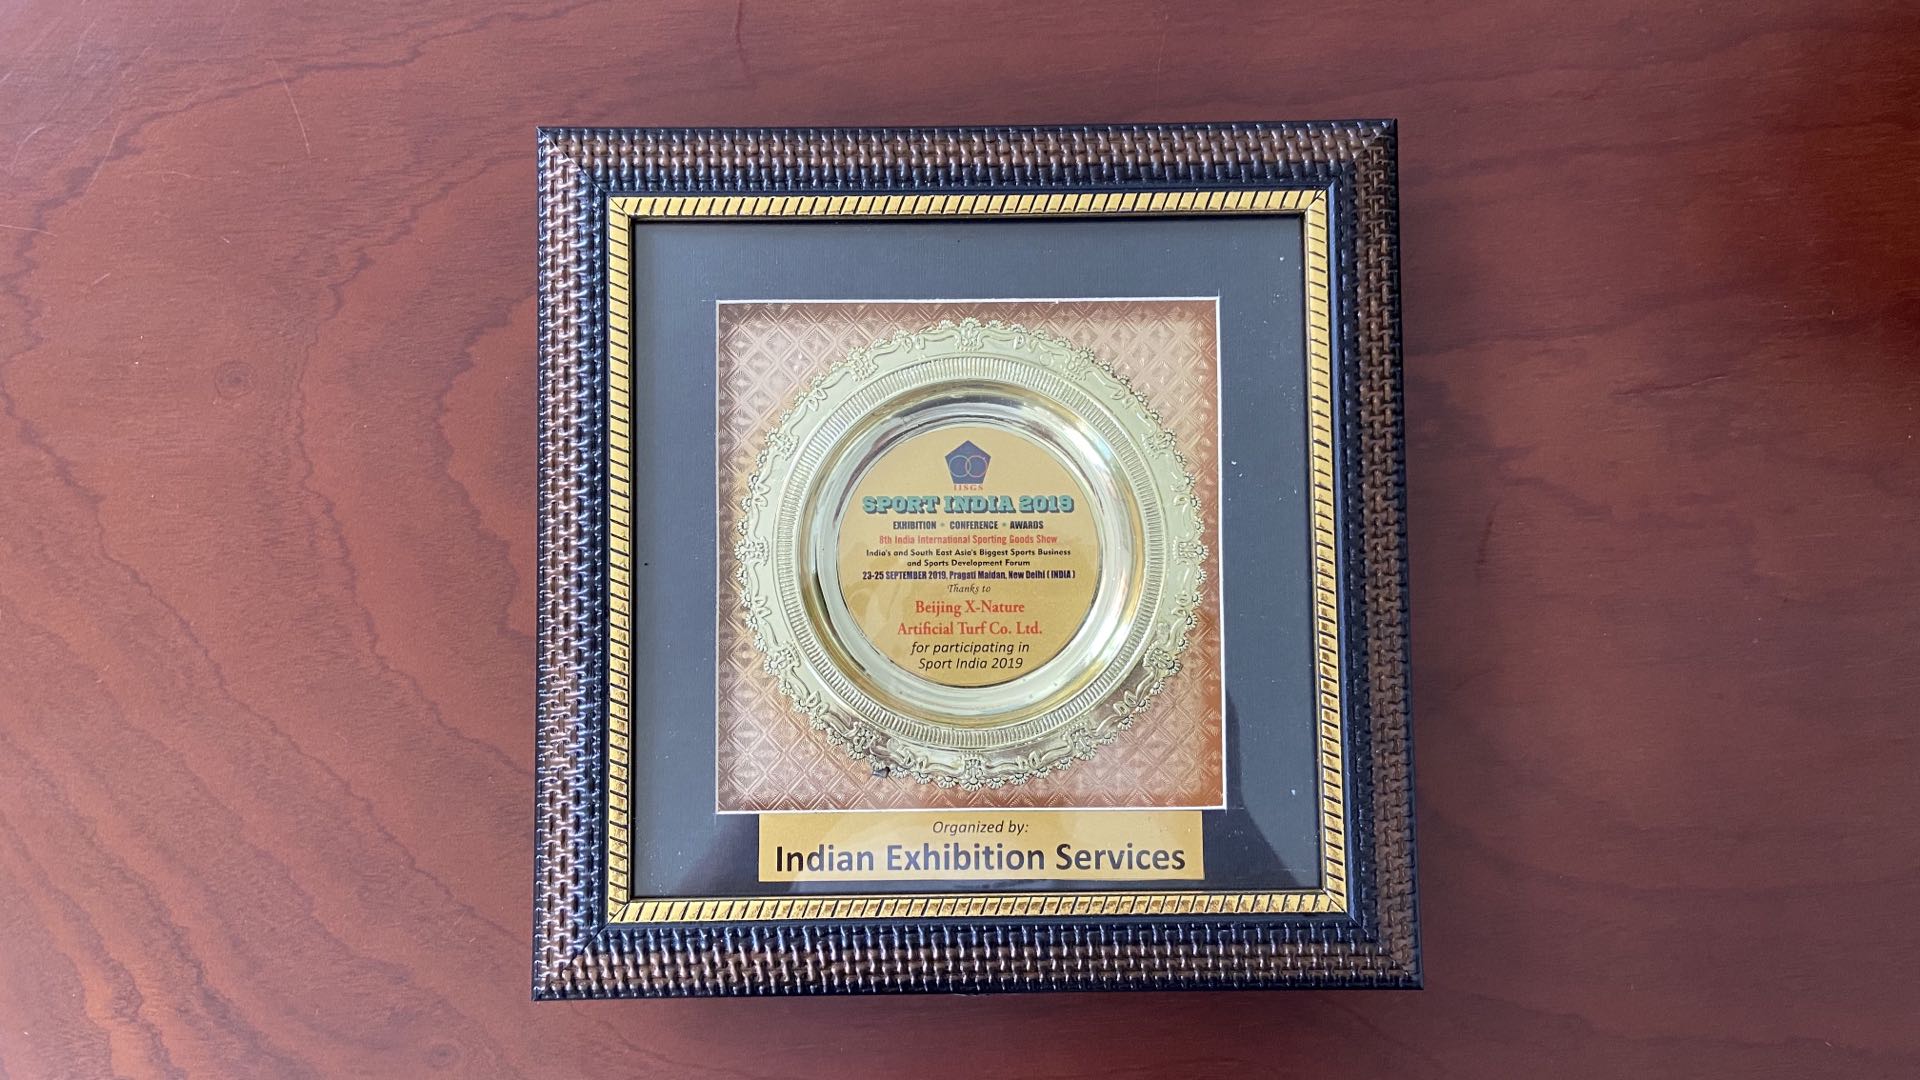 IISGS
SPORT INDIA 2019
EXHIBITION * CONFERENCE * AWARDS
8th India International Sporting Goods Show
India's and South East Asia's Biggest Sports Business
and Sports Development Forum
23-25 SEPTEMBER 2019, Pragati Maidan, New Delhi ( INDIA )
Thanks to
Beijing X-Nature
Artificial Turf Co. Ltd.
for participating in
Sport India 2019
Organized by:
Indian Exhibition Services